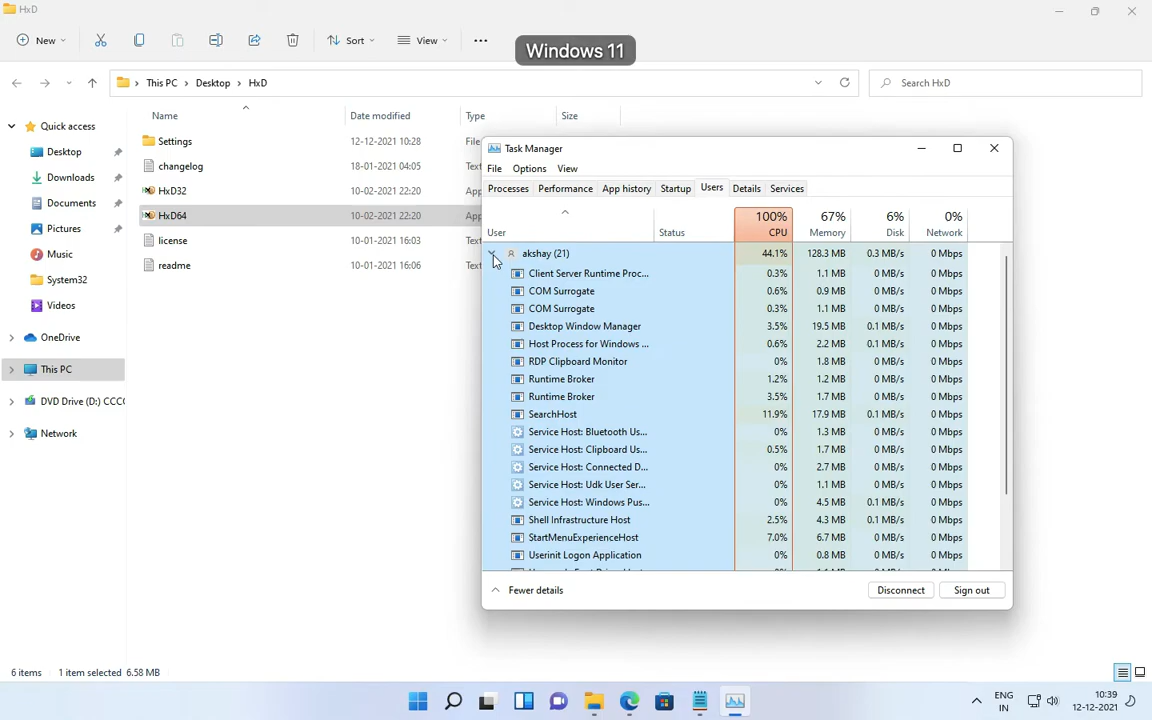 HxD
New
Sort
View
Windows 11
This PC
Desktop
HxD
Search HxD
Name
Date modified
Type
Size
Quick access
Desktop
Downloads
Documents
Pictures
Music
System32
Videos
OneDrive
This PC
DVD Drive (D:) CCC
Network
Settings 12-12-2021 10:28 File
changelog 18-01-2021 04:05 Text
HxD32 10-02-2021 22:20 App
HxD64 10-02-2021 22:20 App
license 10-01-2021 16:03 Text
readme 10-01-2021 16:06 Text
Task Manager
File Options View
Processes Performance App history Startup Users Details Services
100% 67% 6% 0%
User Status CPU Memory Disk Network
akshay (21) 44.1% 128.3 MB 0.3 MB/s 0 Mbps
Client Server Runtime Proc... 0.3% 1.1 MB 0 MB/s 0 Mbps
COM Surrogate 0.6% 0.9 MB 0 MB/s 0 Mbps
COM Surrogate 0.3% 1.1 MB 0 MB/s 0 Mbps
Desktop Window Manager 3.5% 19.5 MB 0.1 MB/s 0 Mbps
Host Process for Windows ... 0.6% 2.2 MB 0.1 MB/s 0 Mbps
RDP Clipboard Monitor 0% 1.8 MB 0 MB/s 0 Mbps
Runtime Broker 1.2% 1.2 MB 0 MB/s 0 Mbps
Runtime Broker 3.5% 1.7 MB 0 MB/s 0 Mbps
SearchHost 11.9% 17.9 MB 0.1 MB/s 0 Mbps
Service Host: Bluetooth Us... 0% 1.3 MB 0 MB/s 0 Mbps
Service Host: Clipboard Us... 0.5% 1.7 MB 0 MB/s 0 Mbps
Service Host: Connected D... 0% 2.7 MB 0 MB/s 0 Mbps
Service Host: Udk User Ser... 0% 1.1 MB 0 MB/s 0 Mbps
Service Host: Windows Pus... 0% 4.5 MB 0.1 MB/s 0 Mbps
Shell Infrastructure Host 2.5% 4.3 MB 0.1 MB/s 0 Mbps
StartMenuExperienceHost 7.0% 6.7 MB 0 MB/s 0 Mbps
Userinit Logon Application 0% 0.8 MB 0 MB/s 0 Mbps
Fewer details
Disconnect
Sign out
6 items 1 item selected 6.58 MB
ENG
IN
10:39
12-12-2021